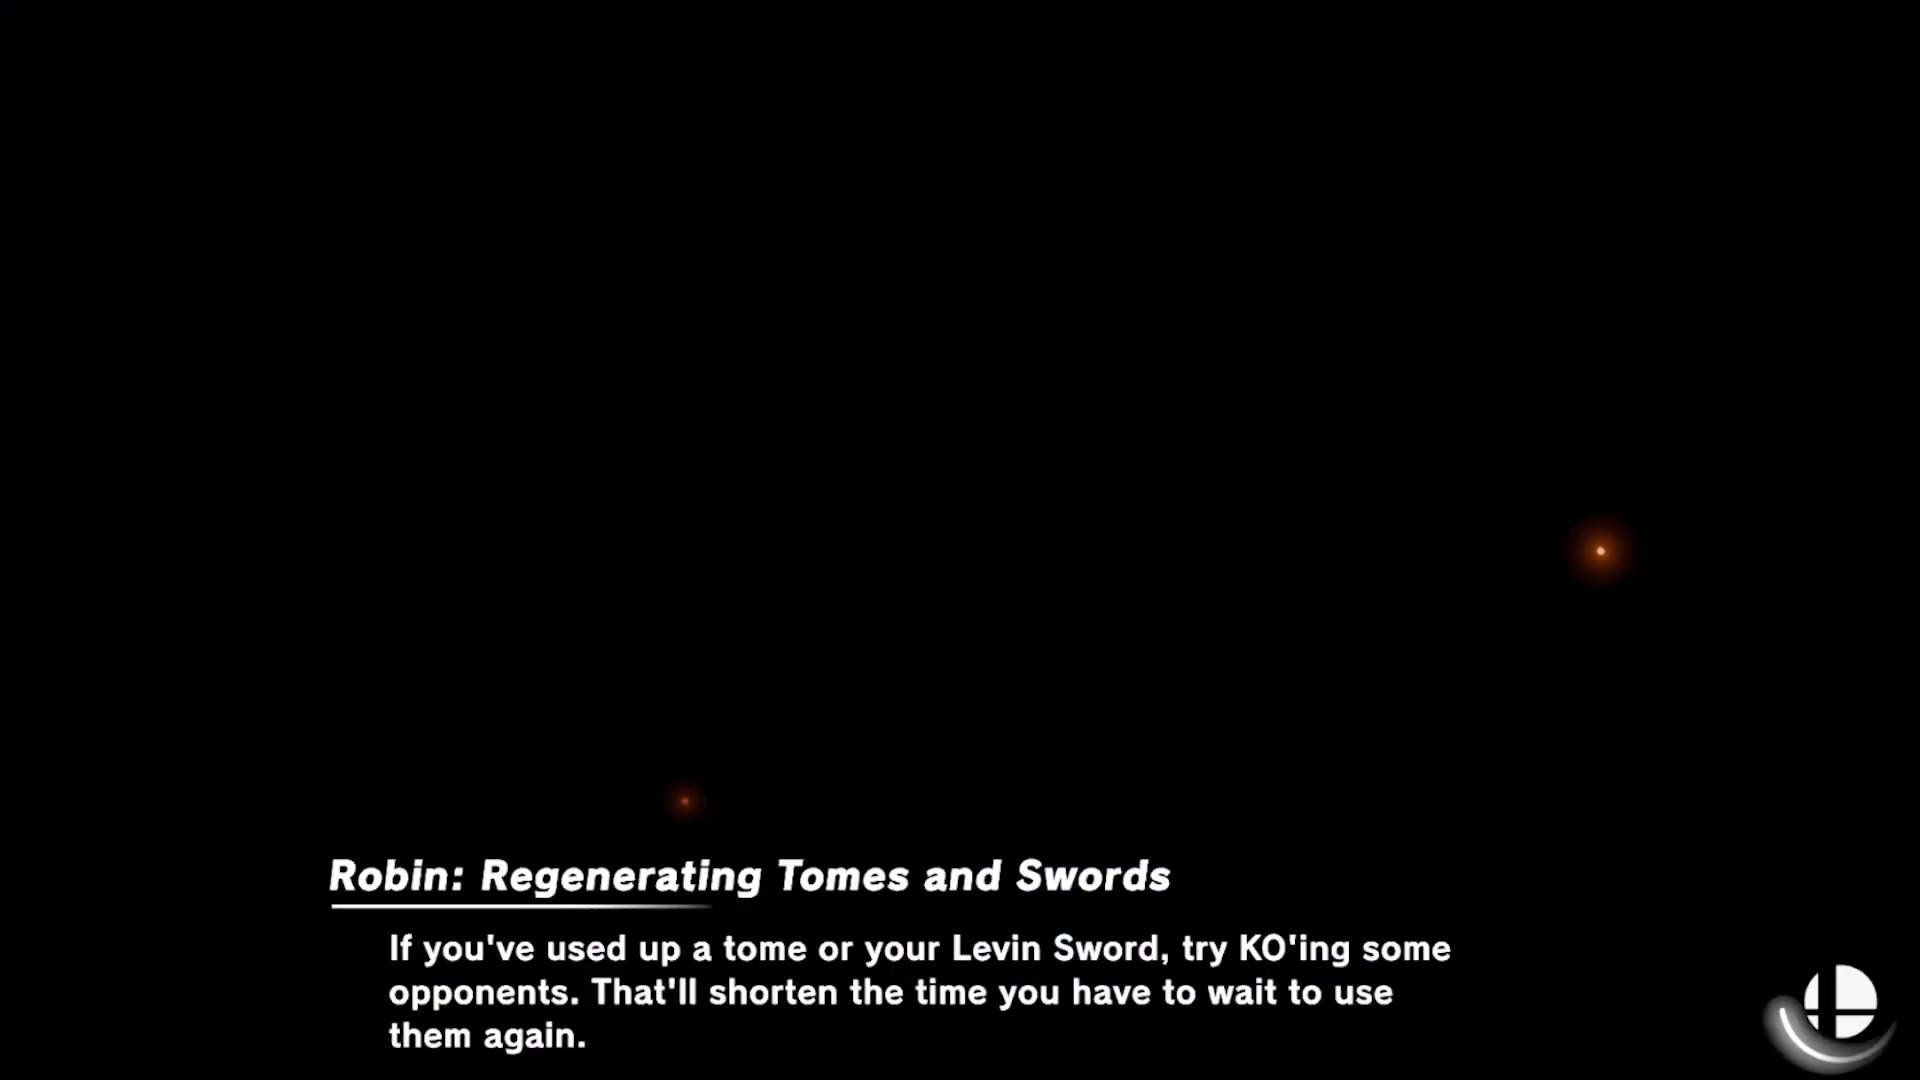 Robin: Regenerating Tomes and Swords
If you've used up a tome or your Levin Sword, try KO'ing some
opponents. That'll shorten the time you have to wait to use
them again.